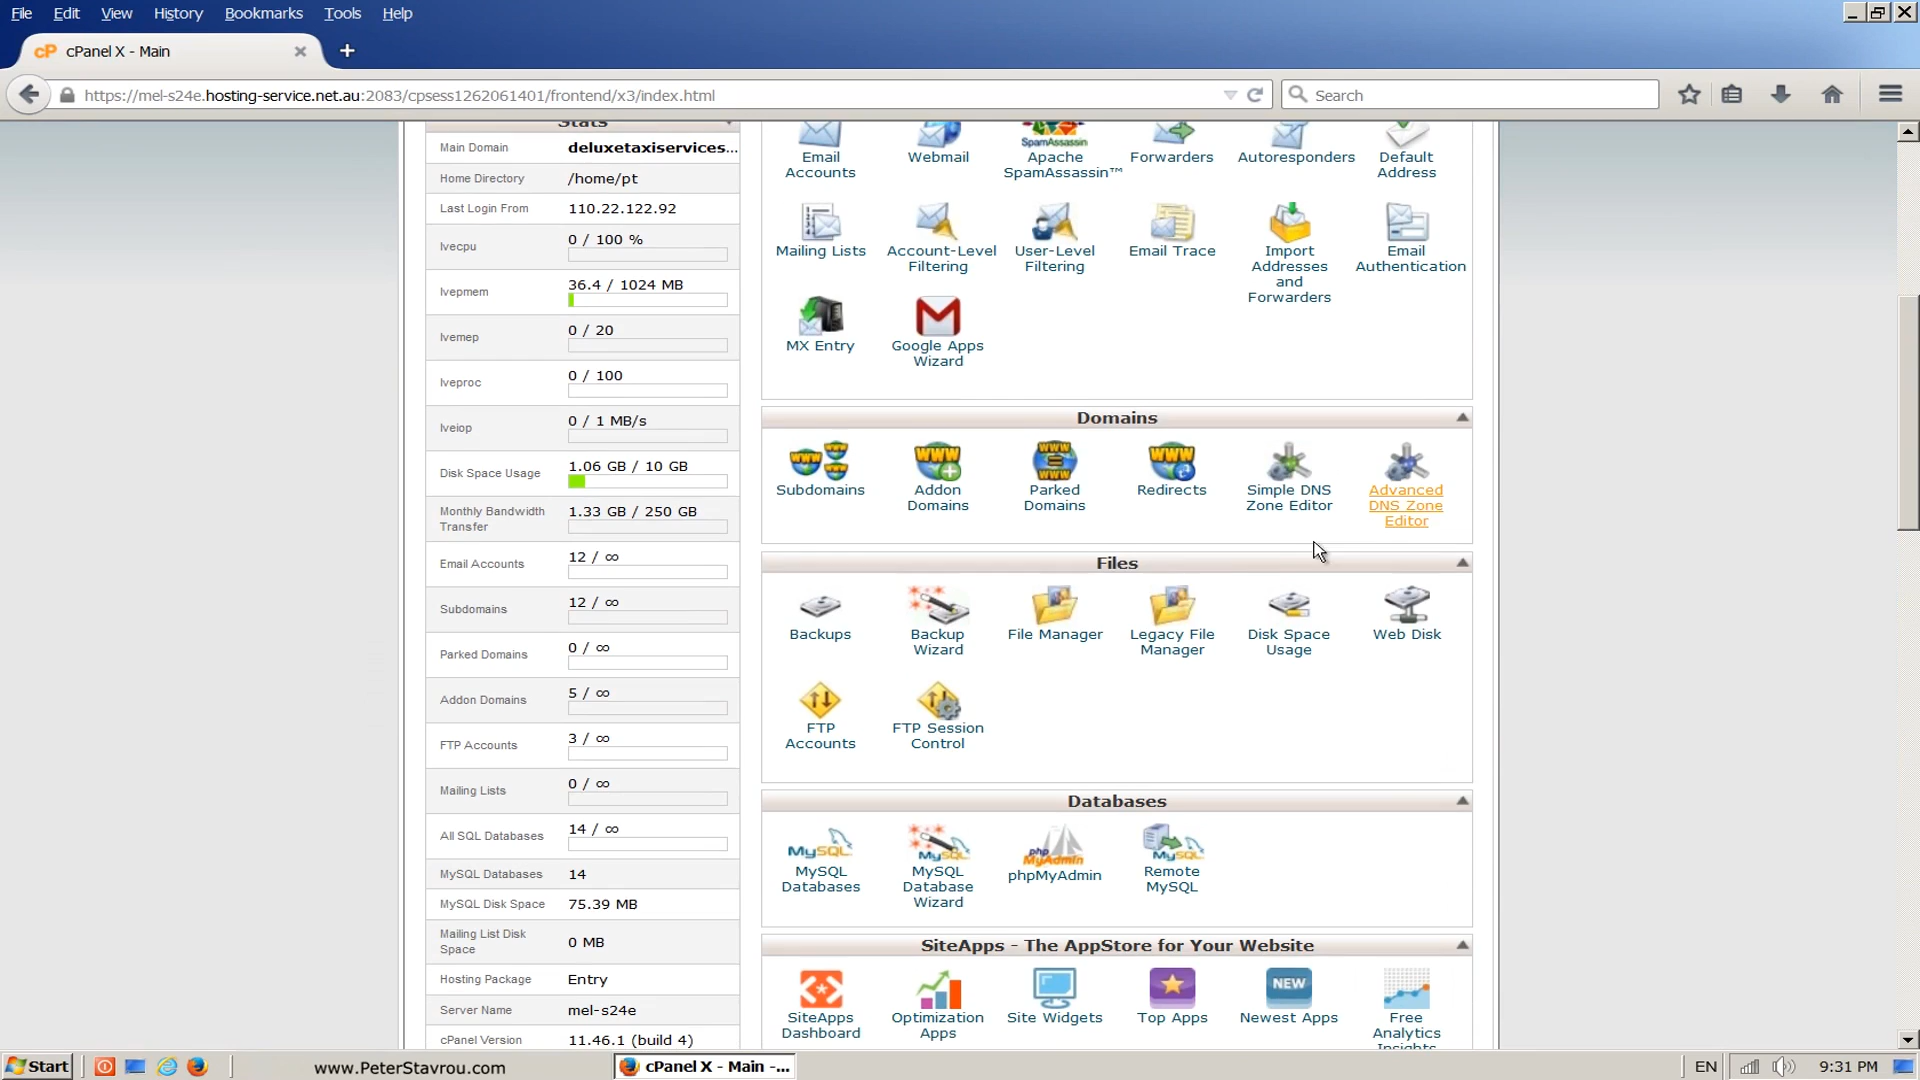 File Edit View History Bookmarks Tools Help
cP cPanel X - Main
https://mel-s24e.hosting-service.net.au:2083/cpsess1262061401/frontend/x3/index.html
Search
Stats
Main Domain deluxetaxiservices...
Home Directory /home/pt
Last Login From 110.22.122.92
lvecpu 0 / 100 %
lvepmem 36.4 / 1024 MB
lvemep 0 / 20
lveproc 0 / 100
lveiop 0 / 1 MB/s
Disk Space Usage 1.06 GB / 10 GB
Monthly Bandwidth
Transfer
1.33 GB / 250 GB
Email Accounts 12 / ∞
Subdomains 12 / ∞
Parked Domains 0 / ∞
Addon Domains 5 / ∞
FTP Accounts 3 / ∞
Mailing Lists 0 / ∞
All SQL Databases 14 / ∞
MySQL Databases 14
MySQL Disk Space 75.39 MB
Mailing List Disk
Space
0 MB
Hosting Package Entry
Server Name mel-s24e
cPanel Version 11.46.1 (build 4)
Email
Accounts
Webmail
SpamAssassin
Apache
SpamAssassin™
Forwarders
Autoresponders
Default
Address
Mailing Lists
Account-Level
Filtering
User-Level
Filtering
Email Trace
Import
Addresses
and
Forwarders
Email
Authentication
MX Entry
Google Apps
Wizard
Domains
Subdomains
Addon
Domains
Parked
Domains
Redirects
Simple DNS
Zone Editor
Advanced
DNS Zone
Editor
Files
Backups
Backup
Wizard
File Manager
Legacy File
Manager
Disk Space
Usage
Web Disk
FTP
Accounts
FTP Session
Control
Databases
MySQL
MySQL
Databases
MySQL
MySQL
Database
Wizard
php
MyAdmin
phpMyAdmin
MySQL
Remote
MySQL
SiteApps - The AppStore for Your Website
SiteApps
Dashboard
Optimization
Apps
Site Widgets
Top Apps
NEW
Newest Apps
Free
Analytics
Insights
Start
www.PeterStavrou.com
cPanel X - Main -...
EN
9:31 PM